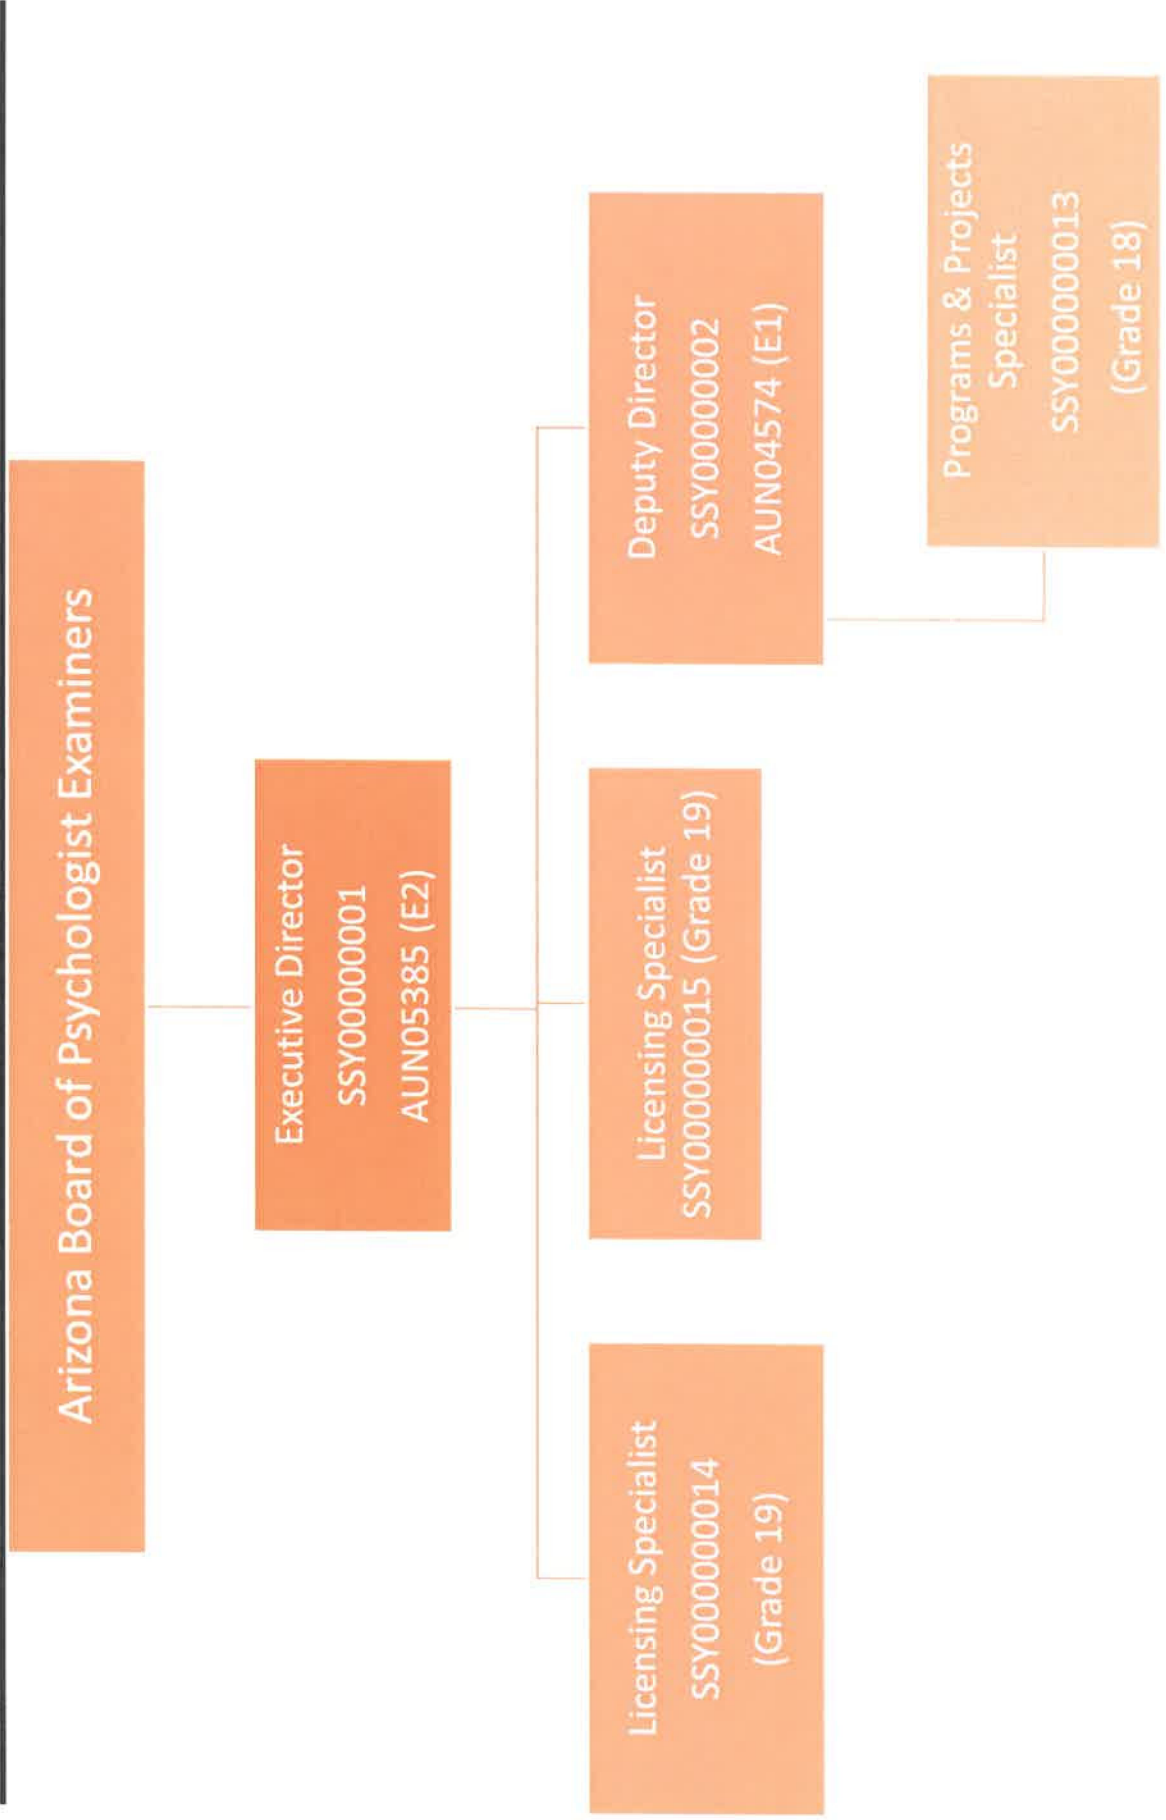 Arizona Board of Psychologist Examiners
Executive Director
SSY00000001
AUN05385 (E2)
Licensing Specialist
SSY000000014
(Grade 19)
Licensing Specialist
SSY000000015 (Grade 19)
Deputy Director
SSY00000002
AUN04574 (E1)
Programs & Projects
Specialist
SSY000000013
(Grade 18)